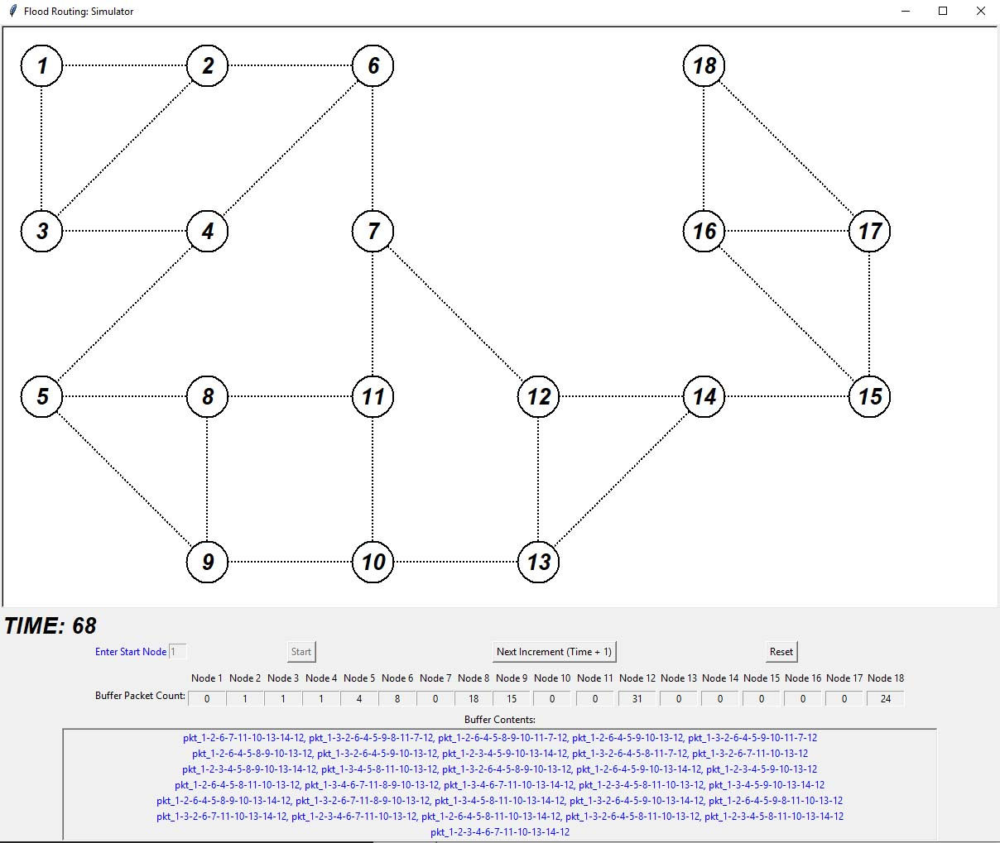 Flood Routing: Simulator
1 2 6 18
3 4 7 16 17
5 8 11 12 14 15
9 10 13
TIME: 68
Enter Start Node 1 Start Next Increment (Time + 1) Reset
Node 1 Node 2 Node 3 Node 4 Node 5 Node 6 Node 7 Node 8 Node 9 Node 10 Node 11 Node 12 Node 13 Node 14 Node 15 Node 16 Node 17 Node 18
Buffer Packet Count: 0 1 1 1 4 8 0 18 15 0 0 31 0 0 0 0 0 24
Buffer Contents:
pkt_1-2-6-7-11-10-13-14-12, pkt_1-3-2-6-4-5-9-8-11-7-12, pkt_1-2-6-4-5-8-9-10-11-7-12, pkt_1-2-6-4-5-9-10-13-12, pkt_1-3-2-6-4-5-9-10-11-7-12
pkt_1-2-6-4-5-8-9-10-13-12, pkt_1-3-2-6-4-5-9-10-13-12, pkt_1-2-3-4-5-9-10-13-14-12, pkt_1-3-2-6-4-5-8-11-7-12, pkt_1-3-2-6-7-11-10-13-12
pkt_1-2-3-4-5-8-9-10-13-14-12, pkt_1-3-4-5-8-11-10-13-12, pkt_1-3-2-6-4-5-8-9-10-13-12, pkt_1-2-6-4-5-9-10-13-14-12, pkt_1-2-3-4-5-9-10-13-12
pkt_1-2-6-4-5-8-11-10-13-12, pkt_1-3-4-6-7-11-8-9-10-13-12, pkt_1-3-4-6-7-11-10-13-14-12, pkt_1-2-3-4-5-8-11-10-13-12, pkt_1-3-4-5-9-10-13-14-12
pkt_1-2-6-4-5-8-9-10-13-14-12, pkt_1-3-2-6-7-11-8-9-10-13-12, pkt_1-3-4-5-8-11-10-13-14-12, pkt_1-3-2-6-4-5-9-10-13-14-12, pkt_1-2-6-4-5-9-8-11-10-13-12
pkt_1-3-2-6-7-11-10-13-14-12, pkt_1-2-3-4-6-7-11-10-13-12, pkt_1-2-6-4-5-8-11-10-13-14-12, pkt_1-3-2-6-4-5-8-11-10-13-12, pkt_1-2-3-4-5-8-11-10-13-14-12
pkt_1-2-3-4-6-7-11-10-13-14-12